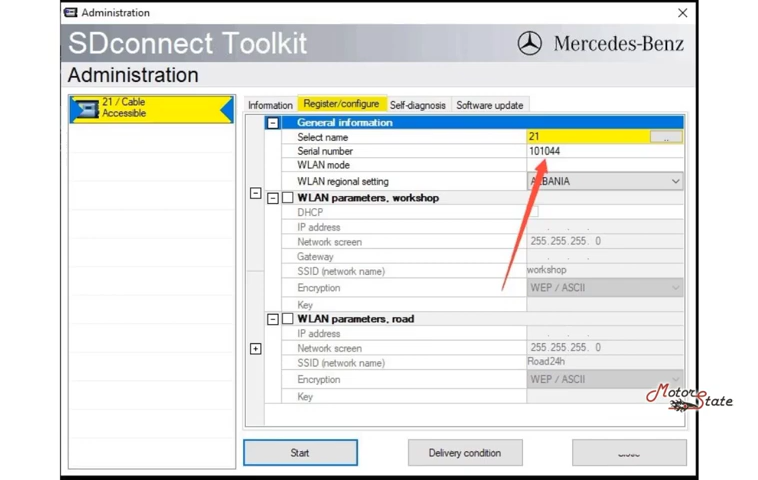 Administration
SDconnect Toolkit
Mercedes-Benz
Administration
21 / Cable
Accessible
Information
Register/configure
Self-diagnosis
Software update
General information
Select name 21 ..
Serial number 101044
WLAN mode
WLAN regional setting ALBANIA
WLAN parameters, workshop
DHCP
IP address . . .
Network screen 255.255.255. 0
Gateway . . .
SSID (network name) workshop
Encryption WEP / ASCII
Key
WLAN parameters, road
IP address . . .
Network screen 255.255.255. 0
SSID (network name) Road24h
Encryption WEP / ASCII
Key
Motor State
Start
Delivery condition